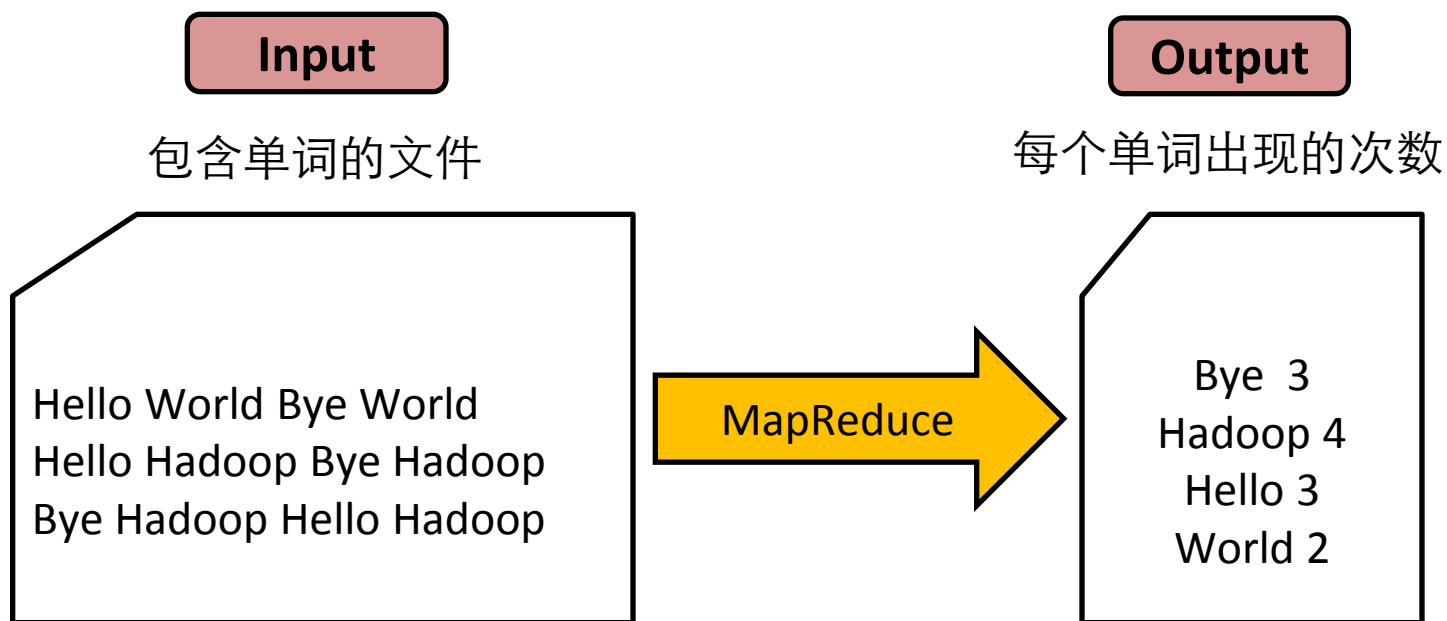 Input
包含单词的文件
Hello World Bye World
Hello Hadoop Bye Hadoop
Bye Hadoop Hello Hadoop
MapReduce
Output
每个单词出现的次数
Bye  3
Hadoop 4
Hello 3
World 2